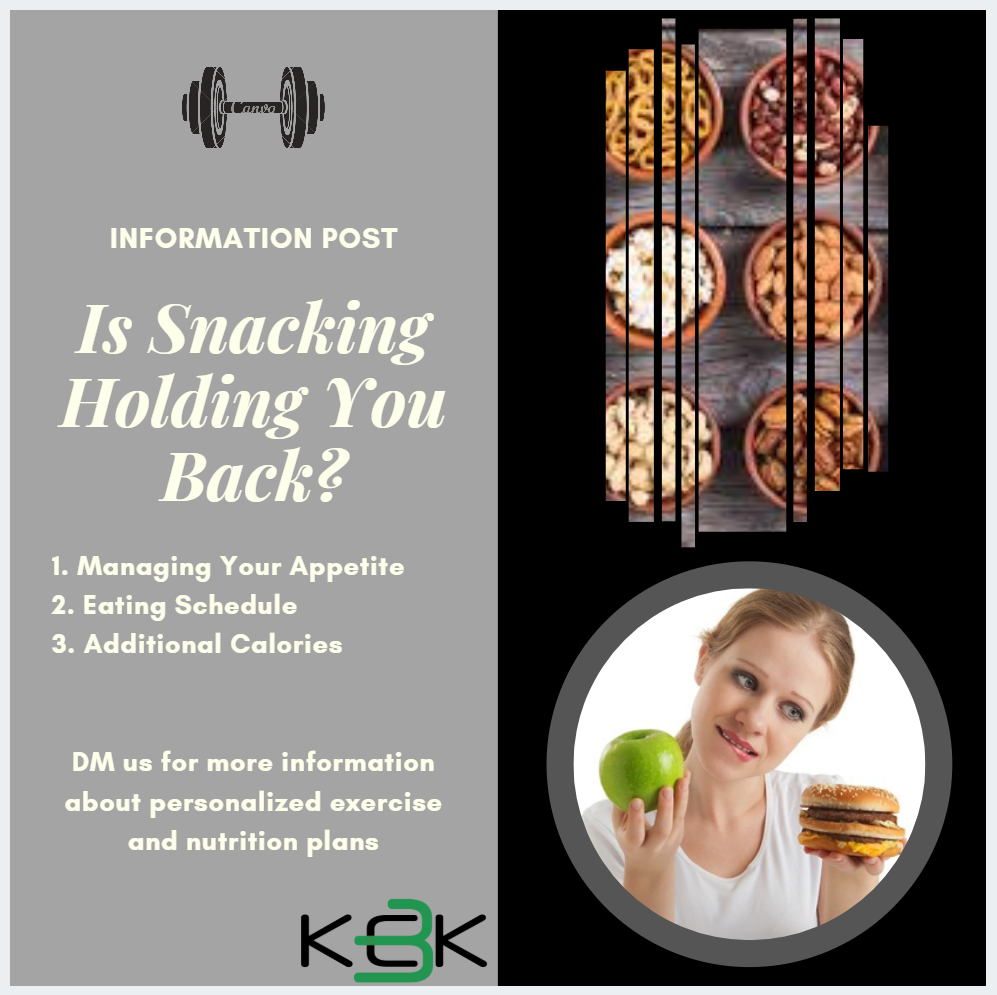 Canva
INFORMATION POST
Is Snacking
Holding You
Back?
1. Managing Your Appetite
2. Eating Schedule
3. Additional Calories
DM us for more information
about personalized exercise
and nutrition plans